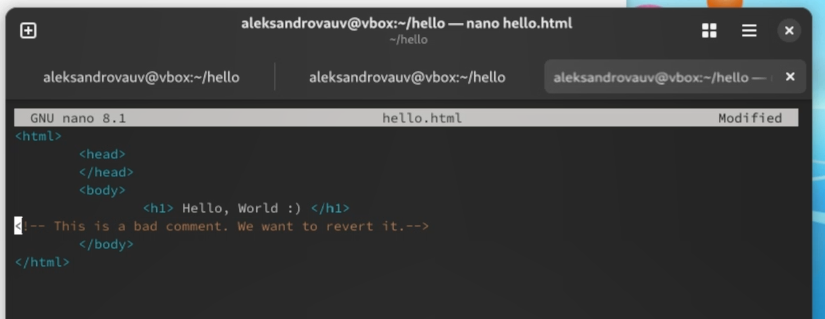 aleksandrovauv@vbox:~/hello — nano hello.html
~/hello
aleksandrovauv@vbox:~/hello aleksandrovauv@vbox:~/hello aleksandrovauv@vbox:~/hello —
GNU nano 8.1 hello.html Modified
<html>
<head>
</head>
<body>
<h1> Hello, World :) </h1>
<!-- This is a bad comment. We want to revert it.-->
</body>
</html>